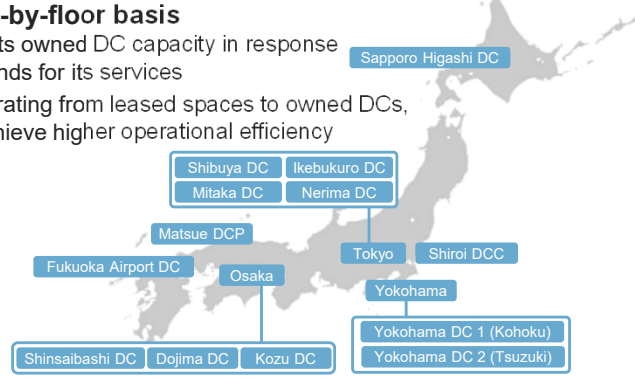 -by-floor basis
ts owned DC capacity in response
nds for its services
rating from leased spaces to owned DCs,
hieve higher operational efficiency
Sapporo Higashi DC
Shibuya DC Ikebukuro DC
Mitaka DC Nerima DC
Matsue DCP
Tokyo Shiroi DCC
Fukuoka Airport DC
Osaka
Yokohama
Yokohama DC 1 (Kohoku)
Yokohama DC 2 (Tsuzuki)
Shinsaibashi DC Dojima DC Kozu DC